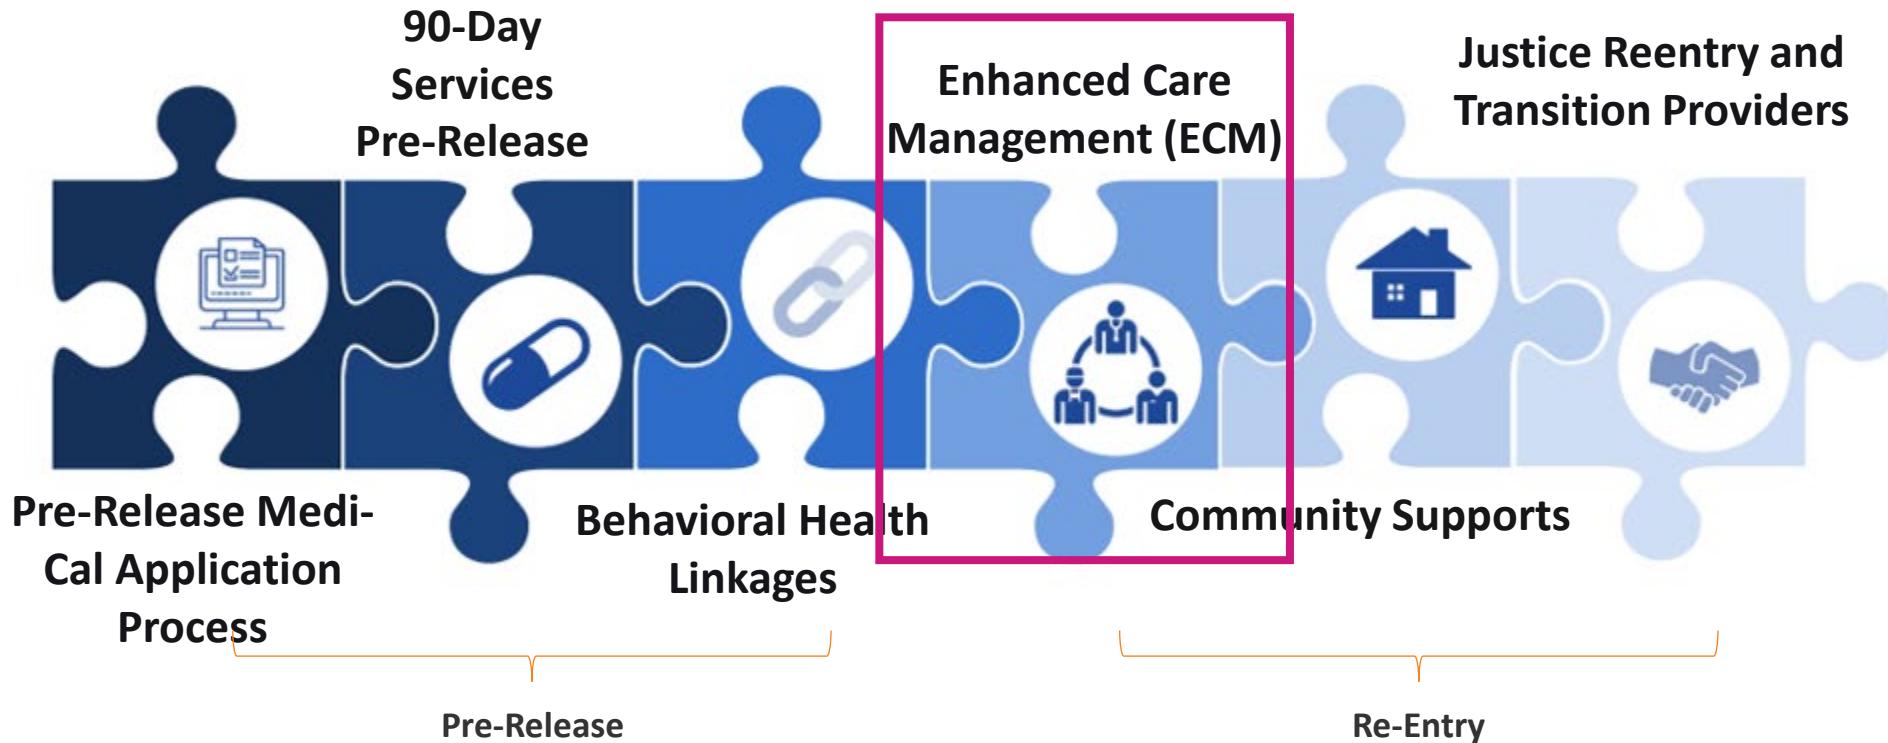 90-Day
Services
Pre-Release
Enhanced Care
Management (ECM)
Justice Reentry and
Transition Providers
Pre-Release Medi-
Cal Application
Process
Behavioral Health
Linkages
Community Supports
Pre-Release
Re-Entry